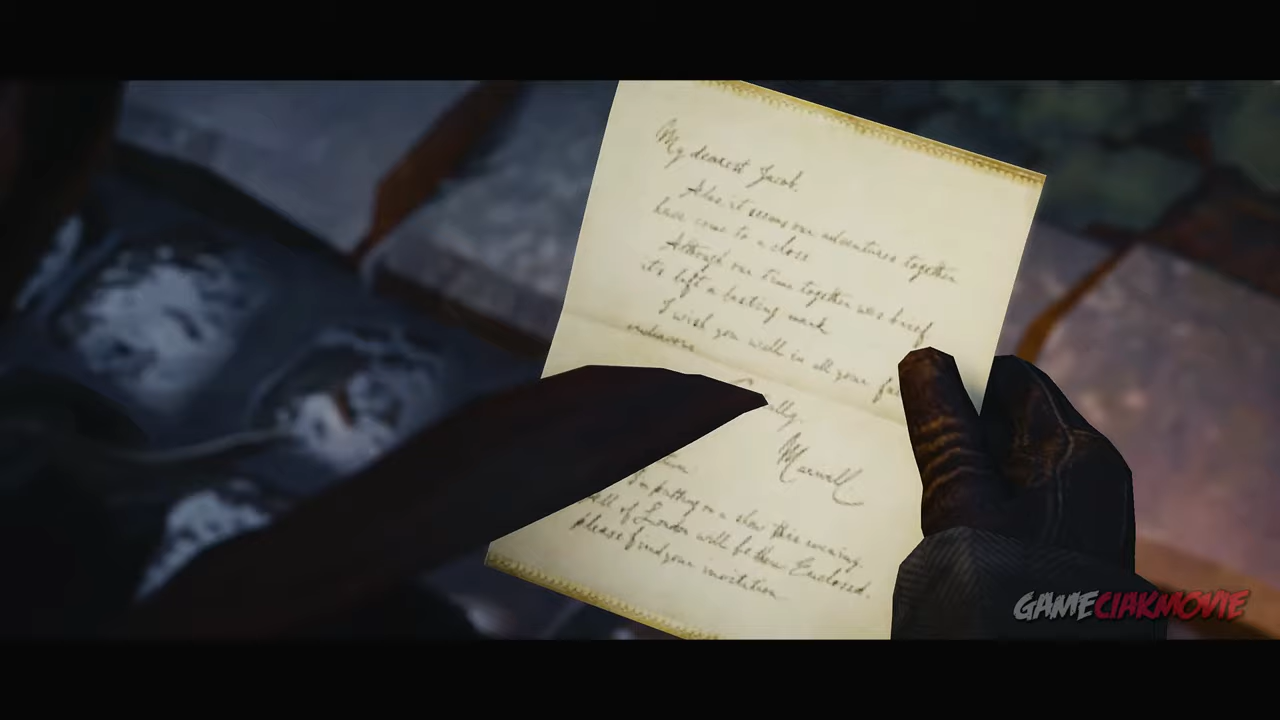 My dearest Jacob.
Alas it seems our adventures together
have come to a close
Although our time together was brief
it's left a lasting mark
I wish you well in all your
Maxwell
I'm putting on a show this evening.
all of London will be there Enclosed.
please find your invitation
GAMECIAKMOVIE